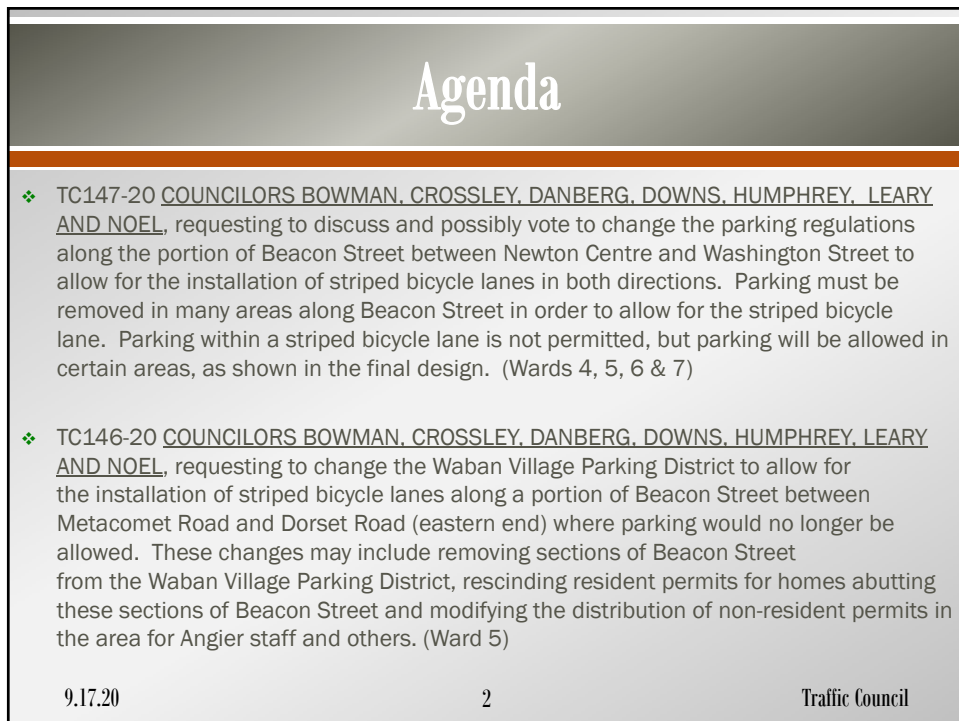 Agenda
❖ TC147-20 COUNCILORS BOWMAN, CROSSLEY, DANBERG, DOWNS, HUMPHREY, LEARY
AND NOEL, requesting to discuss and possibly vote to change the parking regulations
along the portion of Beacon Street between Newton Centre and Washington Street to
allow for the installation of striped bicycle lanes in both directions. Parking must be
removed in many areas along Beacon Street in order to allow for the striped bicycle
lane. Parking within a striped bicycle lane is not permitted, but parking will be allowed in
certain areas, as shown in the final design. (Wards 4, 5, 6 & 7)
❖ TC146-20 COUNCILORS BOWMAN, CROSSLEY, DANBERG, DOWNS, HUMPHREY, LEARY
AND NOEL, requesting to change the Waban Village Parking District to allow for
the installation of striped bicycle lanes along a portion of Beacon Street between
Metacomet Road and Dorset Road (eastern end) where parking would no longer be
allowed. These changes may include removing sections of Beacon Street
from the Waban Village Parking District, rescinding resident permits for homes abutting
these sections of Beacon Street and modifying the distribution of non-resident permits in
the area for Angier staff and others. (Ward 5)
9.17.20 2 Traffic Council